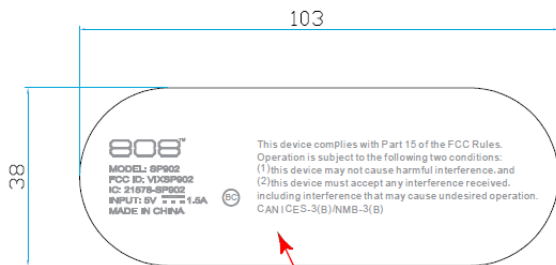 103
38
808™
MODEL: SP902
FCC ID: VIXSP902
IC: 21578-SP902
INPUT: 5V ⎓ 1.5A
MADE IN CHINA
BC
This device complies with Part 15 of the FCC Rules.
Operation is subject to the following two conditions:
(1)this device may not cause harmful interference, and
(2)this device must accept any interference received,
including interference that may cause undesired operation.
CAN ICES-3(B)/NMB-3(B)